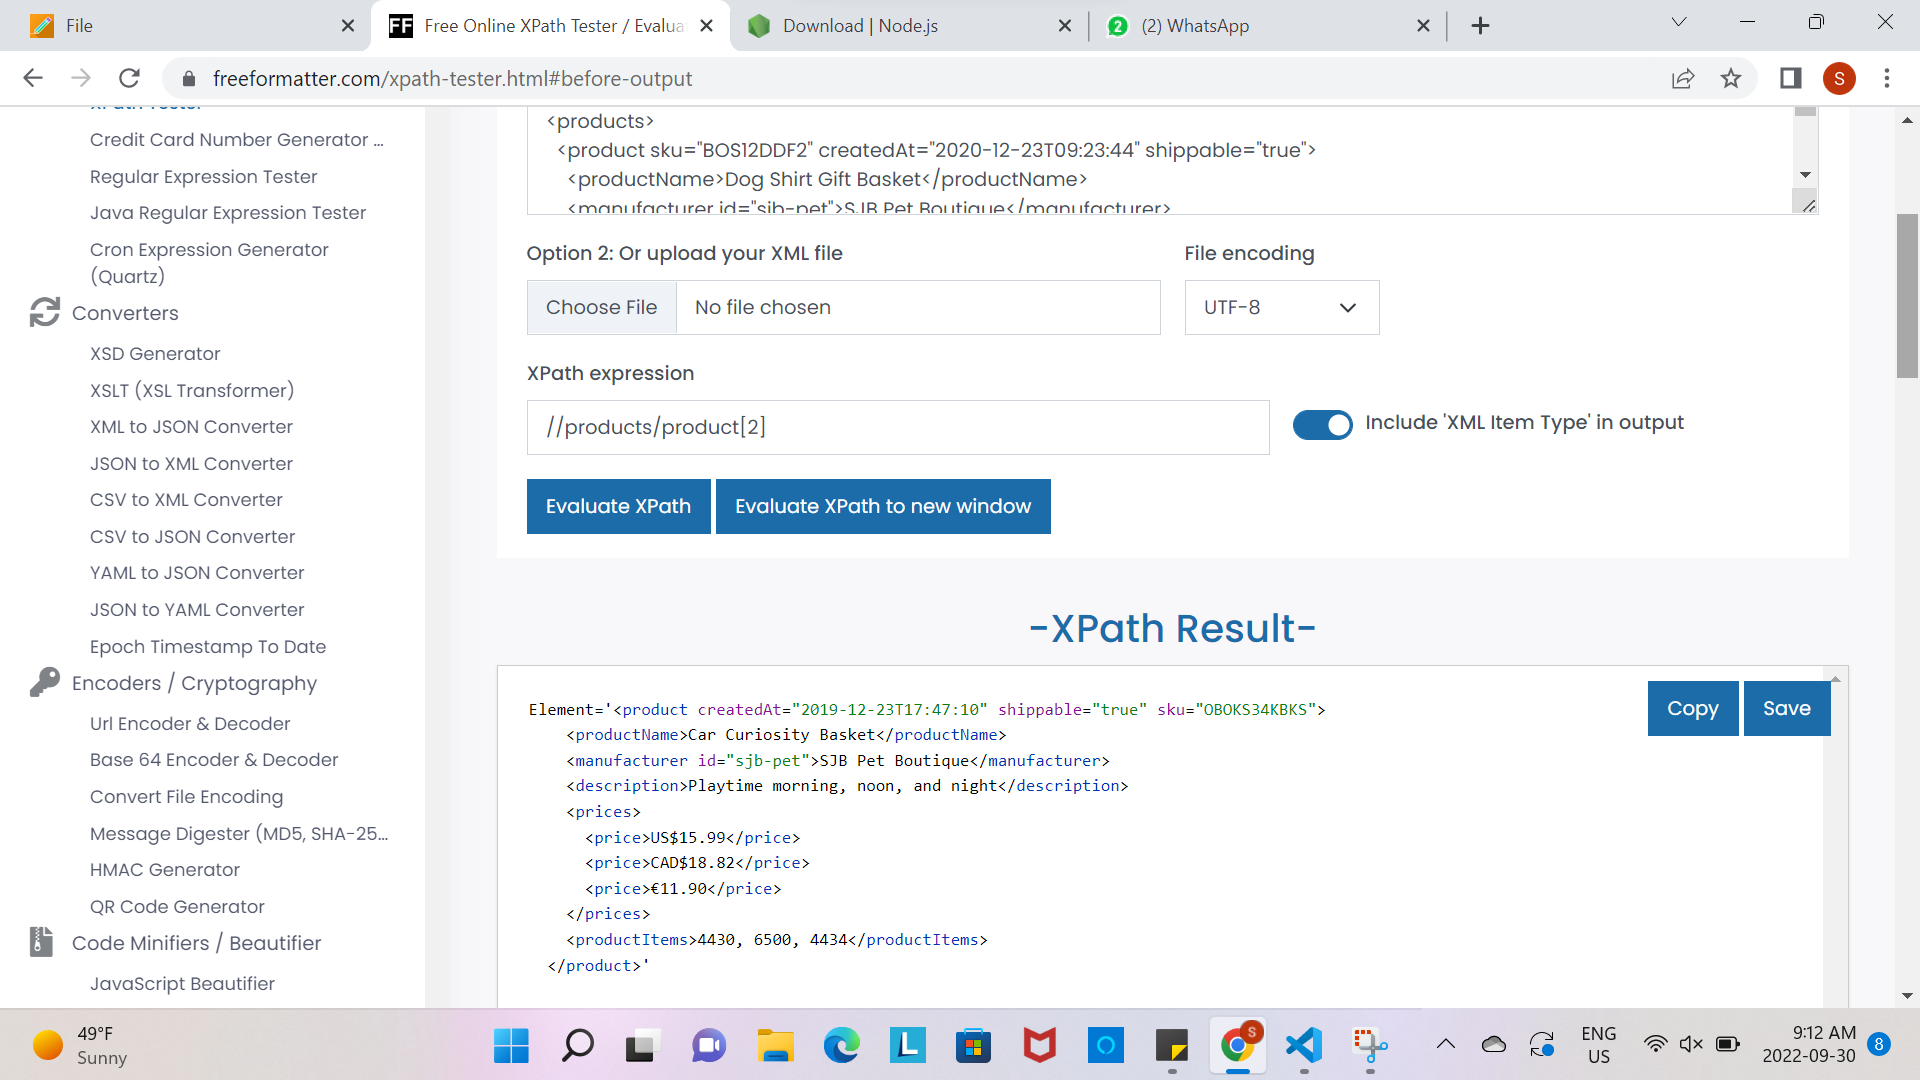 File
Free Online XPath Tester / Evalua
Download | Node.js
(2) WhatsApp
freeformatter.com/xpath-tester.html#before-output
S
XPath Tester
Credit Card Number Generator ...
Regular Expression Tester
Java Regular Expression Tester
Cron Expression Generator
(Quartz)
Converters
XSD Generator
XSLT (XSL Transformer)
XML to JSON Converter
JSON to XML Converter
CSV to XML Converter
CSV to JSON Converter
YAML to JSON Converter
JSON to YAML Converter
Epoch Timestamp To Date
Encoders / Cryptography
Url Encoder & Decoder
Base 64 Encoder & Decoder
Convert File Encoding
Message Digester (MD5, SHA-25...
HMAC Generator
QR Code Generator
Code Minifiers / Beautifier
JavaScript Beautifier
<products>
<product sku="BOS12DDF2" createdAt="2020-12-23T09:23:44" shippable="true">
<productName>Dog Shirt Gift Basket</productName>
<manufacturer id="sjb-pet">SJB Pet Boutique</manufacturer>
Option 2: Or upload your XML file
File encoding
Choose File No file chosen
UTF-8
XPath expression
//products/product[2]
Include 'XML Item Type' in output
Evaluate XPath
Evaluate XPath to new window
-XPath Result-
Copy
Save
Element='<product createdAt="2019-12-23T17:47:10" shippable="true" sku="OBOKS34KBKS">
<productName>Car Curiosity Basket</productName>
<manufacturer id="sjb-pet">SJB Pet Boutique</manufacturer>
<description>Playtime morning, noon, and night</description>
<prices>
<price>US$15.99</price>
<price>CAD$18.82</price>
<price>€11.90</price>
</prices>
<productItems>4430, 6500, 4434</productItems>
</product>'
49°F
Sunny
ENG
US
9:12 AM
2022-09-30
8